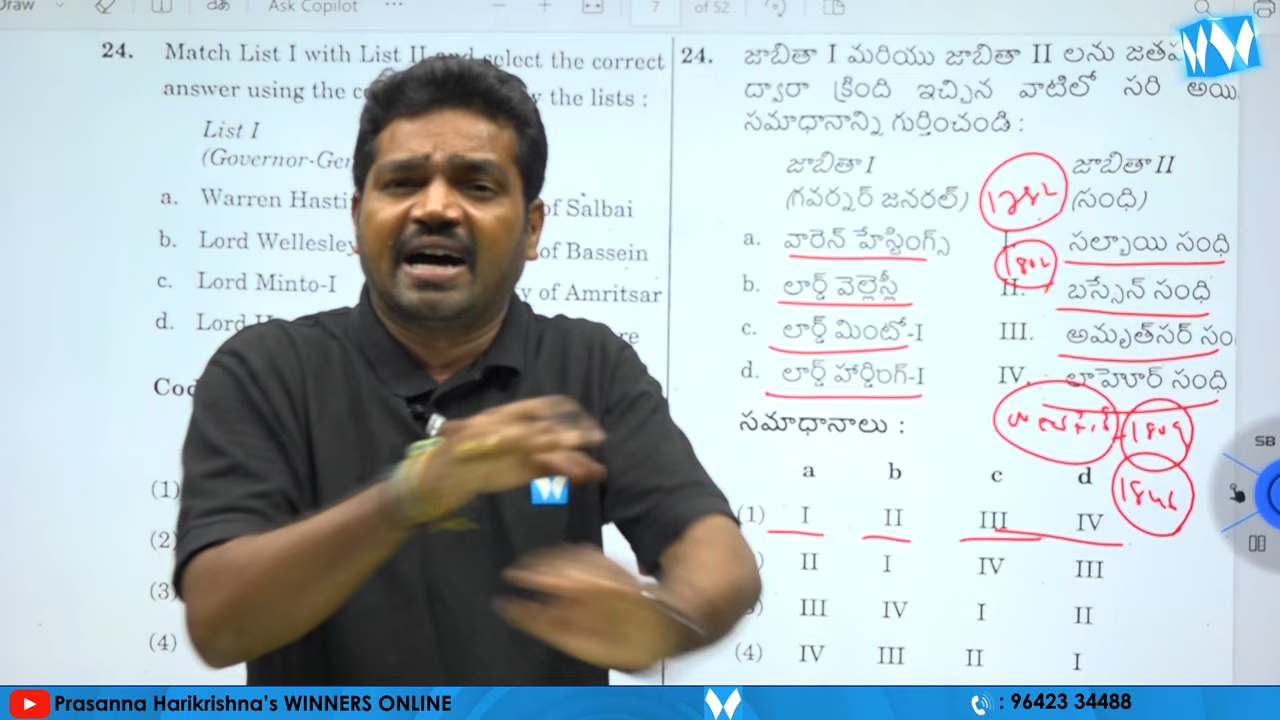 Draw
Ask Copilot
7 of 52
24. Match List I with List II and select the correct
answer using the the lists :
List I
(Governor-Gen
a. Warren Hasti of Salbai
b. Lord Wellesley of Bassein
c. Lord Minto-I of Amritsar
d. Lord
Cod
(1)
(2)
(3)
(4)
24. జాబితా I మరియు జాబితా II లను జతప
ద్వారా క్రింది ఇచ్చిన వాటిలో సరి అయి
సమాధానాన్ని గుర్తించండి :
జాబితా I జాబితా II
(గవర్నర్ జనరల్) 1782 (సంధి)
a. వారెన్ హేస్టింగ్స్ I. సల్బాయి సంధి
1802
b. లార్డ్ వెల్లెస్లీ II. బస్సేన్ సంధి
c. లార్డ్ మింటో-I III. అమృత్‌సర్ సం
d. లార్డ్ హార్డింగ్-I IV. లాహెూర్ సంధి
సమాధానాలు : 1809
a b c d
1846
(1) I II III IV
II I IV III
III IV I II
(4) IV III II I
SB
Prasanna Harikrishna's WINNERS ONLINE : 96423 34488